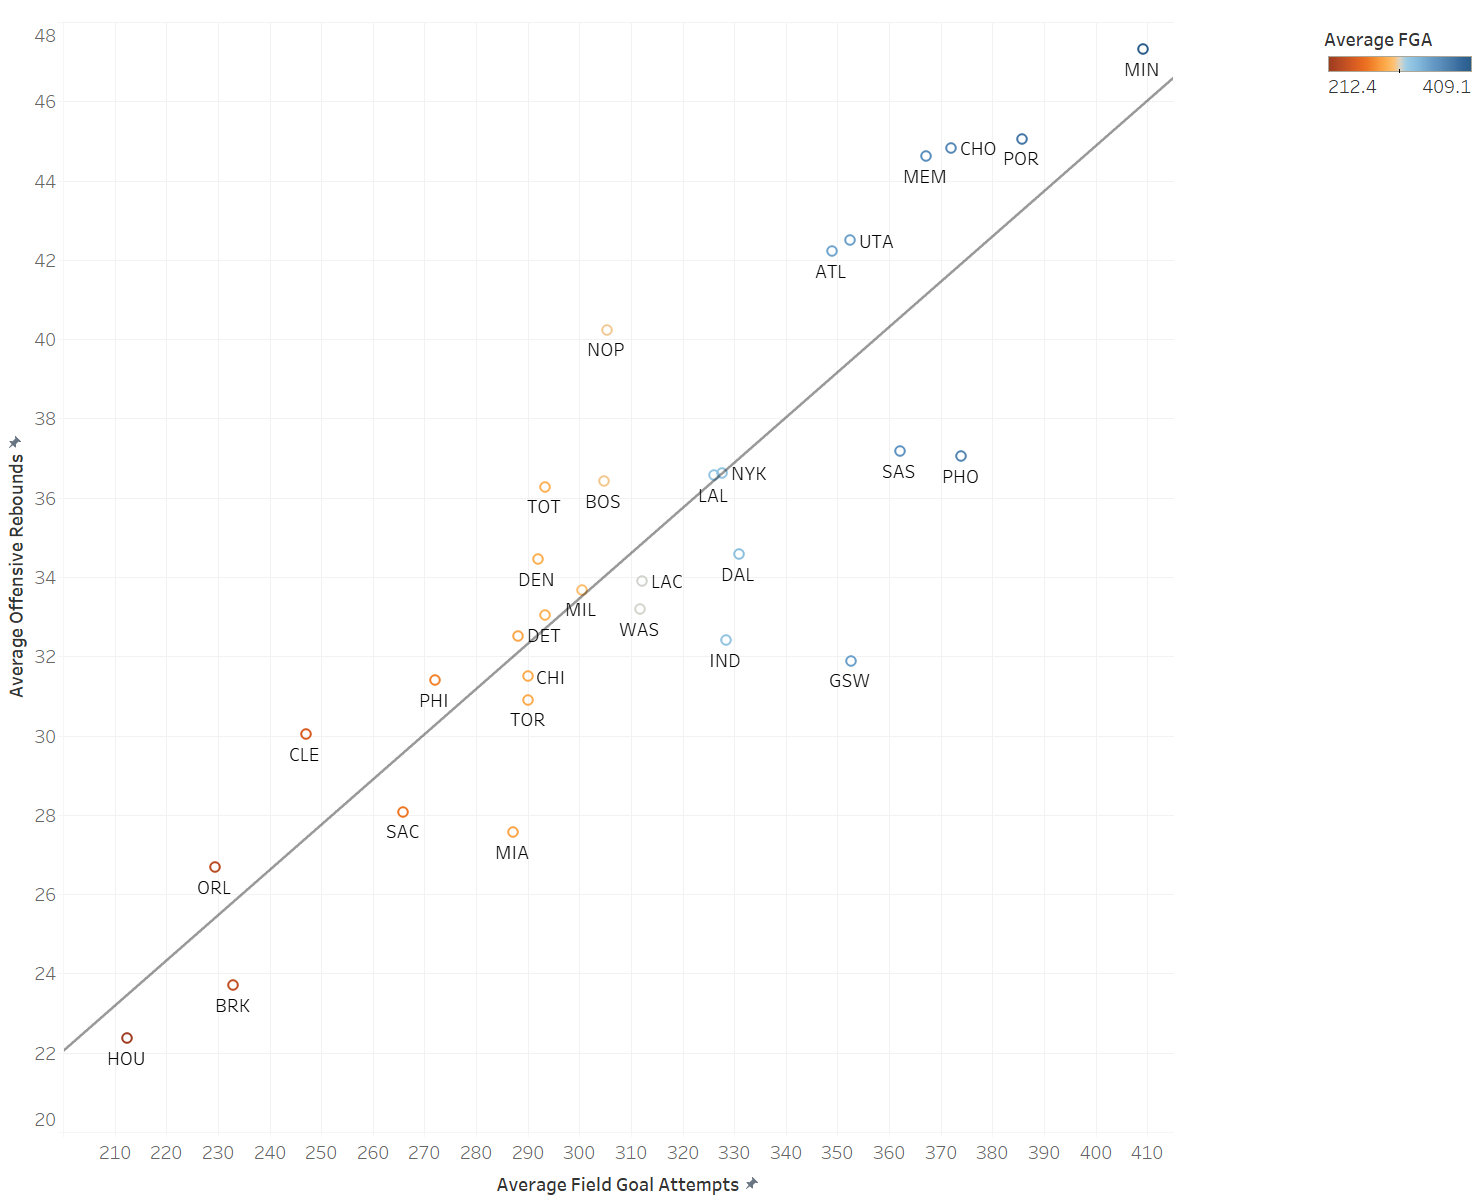 48
46
44
42
40
38
36
34
32
30
28
26
24
22
20
Average Offensive Rebounds
MIN
CHO
POR
MEM
UTA
ATL
NOP
SAS
PHO
NYK
LAL
TOT
BOS
DEN
DAL
LAC
MIL
WAS
DET
IND
CHI
GSW
PHI
TOR
CLE
SAC
MIA
ORL
BRK
HOU
210 220 230 240 250 260 270 280 290 300 310 320 330 340 350 360 370 380 390 400 410
Average Field Goal Attempts
Average FGA
212.4 409.1